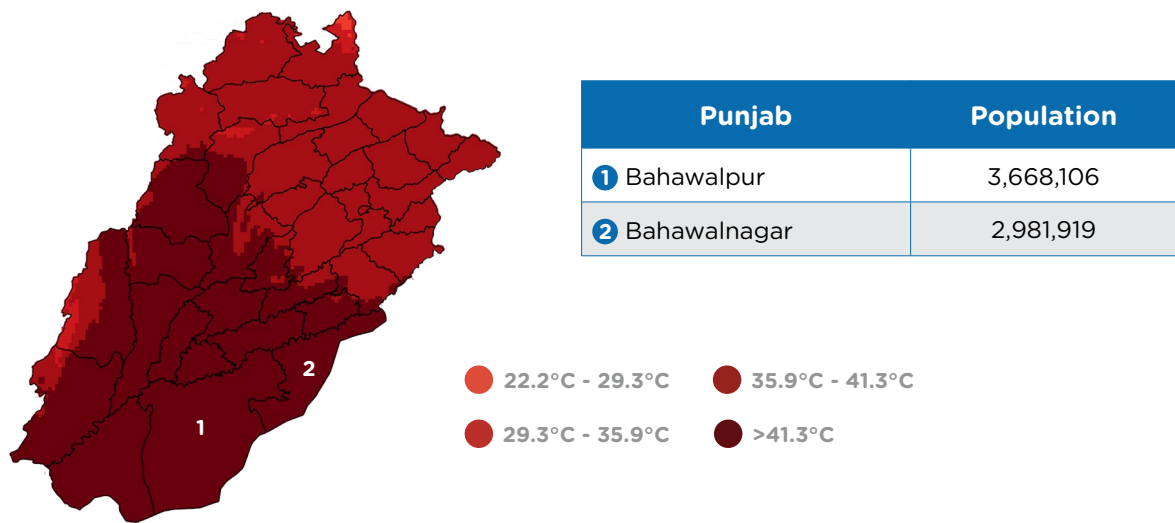 Punjab Population
1 Bahawalpur 3,668,106
2 Bahawalnagar 2,981,919
2
1
22.2°C - 29.3°C 35.9°C - 41.3°C
29.3°C - 35.9°C >41.3°C